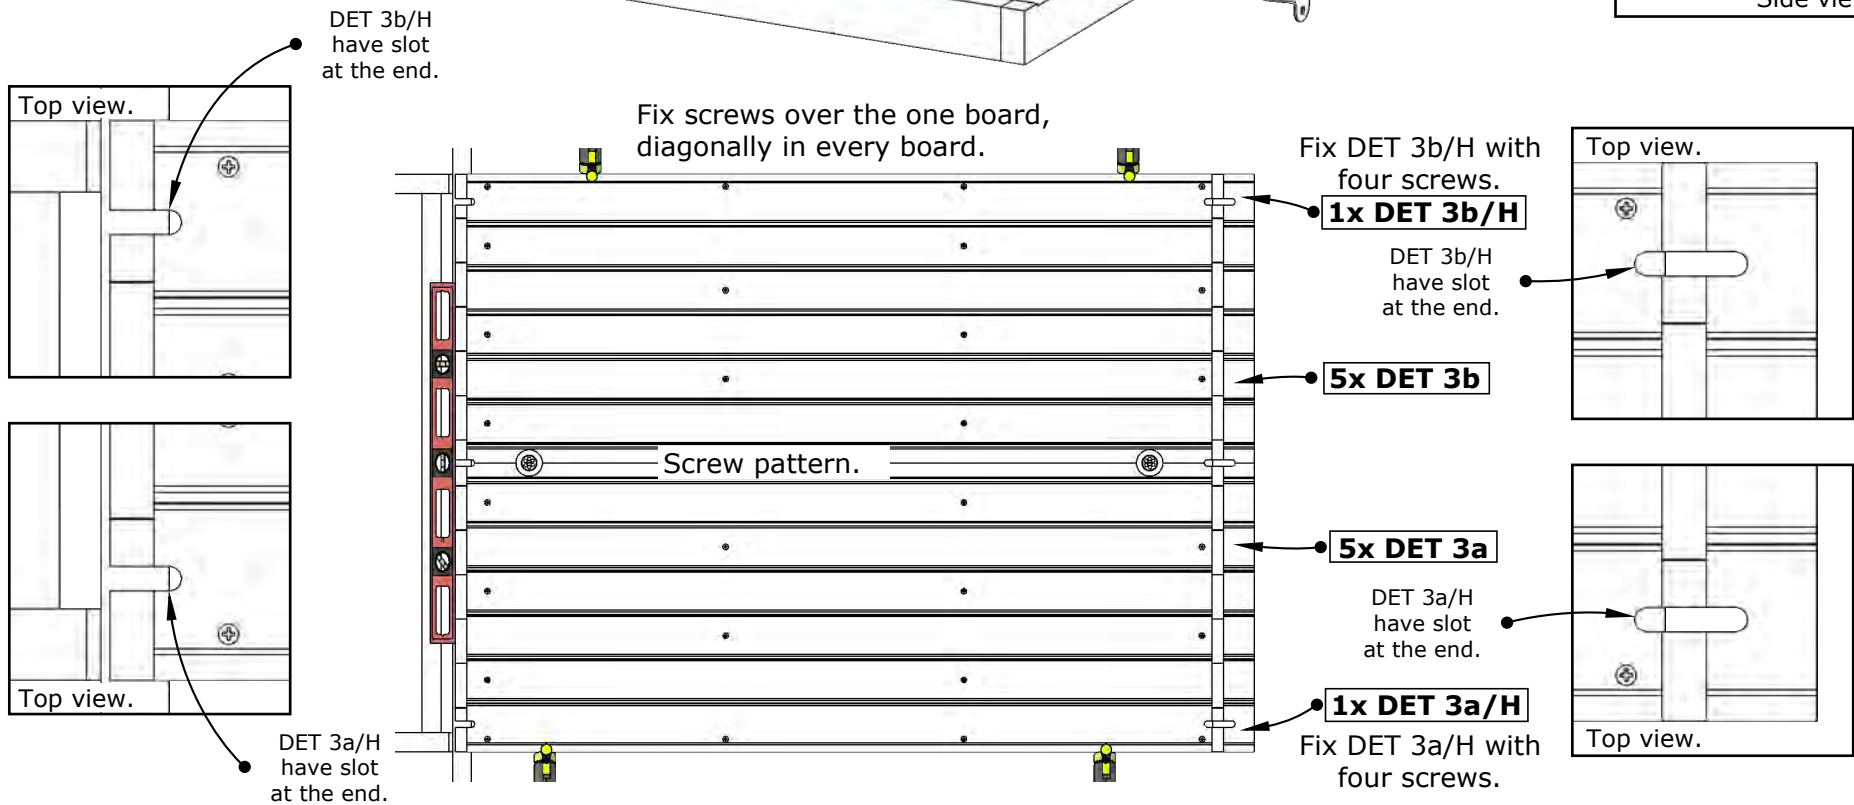 Side vie
DET 3b/H
have slot
at the end.
Top view.
Fix screws over the one board,
diagonally in every board.
Fix DET 3b/H with
four screws.
1x DET 3b/H
Top view.
DET 3b/H
have slot
at the end.
5x DET 3b
Screw pattern.
5x DET 3a
DET 3a/H
have slot
at the end.
1x DET 3a/H
Fix DET 3a/H with
four screws.
Top view.
Top view.
DET 3a/H
have slot
at the end.